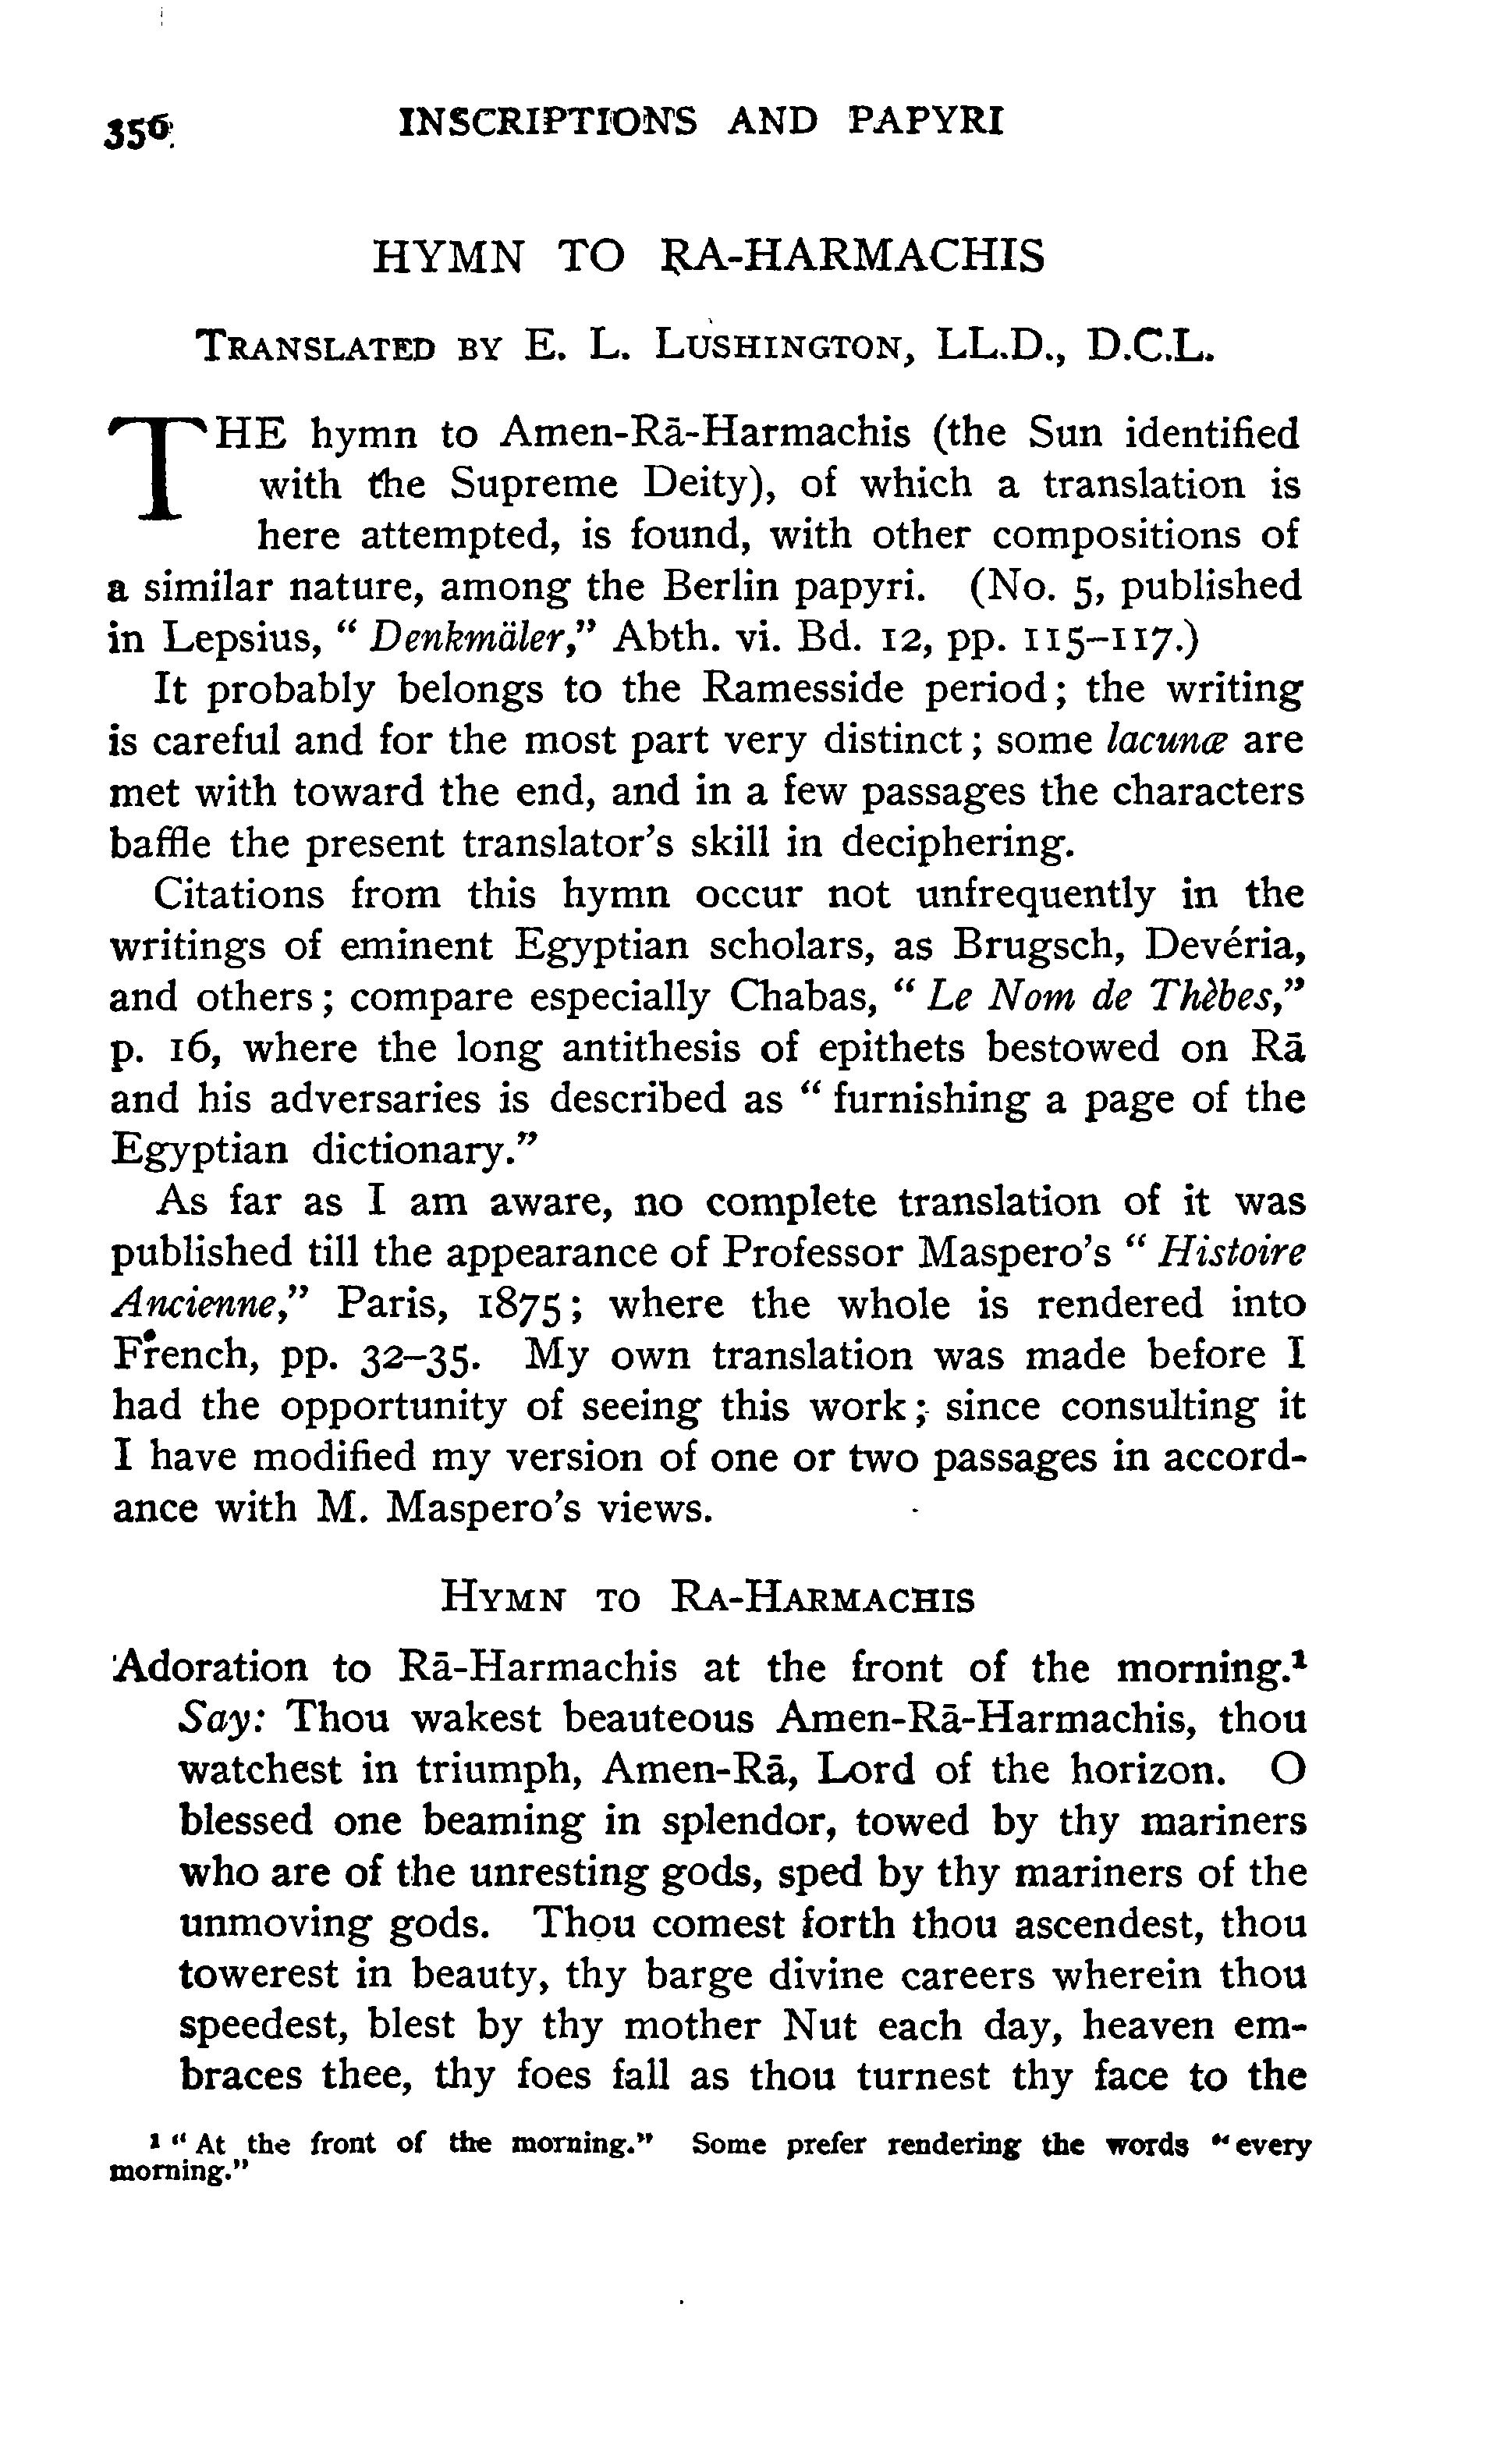 356
INSCRIPTIONS AND PAPYRI
HYMN TO RA-HARMACHIS
TRANSLATED BY E. L. LUSHINGTON, LL.D., D.C.L.
THE hymn to Amen-Rā-Harmachis (the Sun identified
with the Supreme Deity), of which a translation is
here attempted, is found, with other compositions of
a similar nature, among the Berlin papyri. (No. 5, published
in Lepsius, “Denkmäler,” Abth. vi. Bd. 12, pp. 115–117.)
It probably belongs to the Ramesside period; the writing
is careful and for the most part very distinct; some lacunæ are
met with toward the end, and in a few passages the characters
baffle the present translator’s skill in deciphering.
Citations from this hymn occur not unfrequently in the
writings of eminent Egyptian scholars, as Brugsch, Devéria,
and others; compare especially Chabas, “Le Nom de Thèbes,”
p. 16, where the long antithesis of epithets bestowed on Rā
and his adversaries is described as “furnishing a page of the
Egyptian dictionary.”
As far as I am aware, no complete translation of it was
published till the appearance of Professor Maspero’s “Histoire
Ancienne,” Paris, 1875; where the whole is rendered into
French, pp. 32–35. My own translation was made before I
had the opportunity of seeing this work; since consulting it
I have modified my version of one or two passages in accord-
ance with M. Maspero’s views.
HYMN TO RA-HARMACHIS
Adoration to Rā-Harmachis at the front of the morning.¹
Say: Thou wakest beauteous Amen-Rā-Harmachis, thou
watchest in triumph, Amen-Rā, Lord of the horizon. O
blessed one beaming in splendor, towed by thy mariners
who are of the unresting gods, sped by thy mariners of the
unmoving gods. Thou comest forth thou ascendest, thou
towerest in beauty, thy barge divine careers wherein thou
speedest, blest by thy mother Nut each day, heaven em-
braces thee, thy foes fall as thou turnest thy face to the
¹ “At the front of the morning.” Some prefer rendering the words “every
morning.”